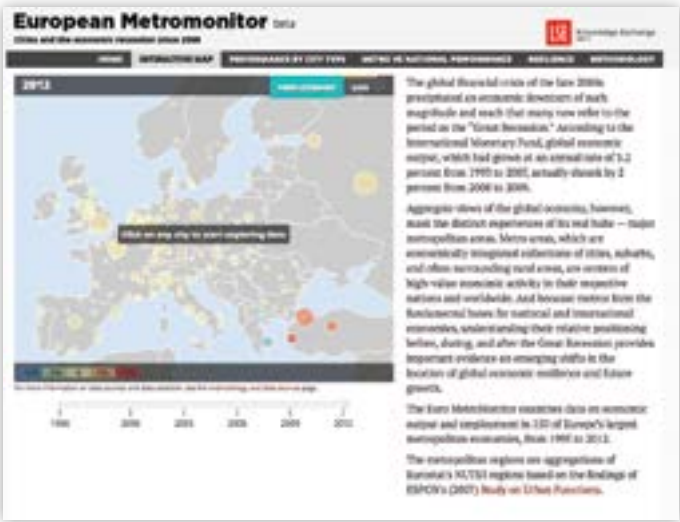 European Metromonitor beta
Cities and the economic recession since 2008
LSE Knowledge Exchange
HOME INTERACTIVE MAP PERFORMANCE BY CITY TYPE METRO VS NATIONAL PERFORMANCE RESILIENCE METHODOLOGY
2012
Click on any city to start exploring data
The global financial crisis of the late 2000s
precipitated an economic downturn of such
magnitude and reach that many now refer to the
period as the "Great Recession." According to the
International Monetary Fund, global economic
output, which had grown at an annual rate of 3.2
percent from 1993 to 2007, actually shrank by 2
percent from 2008 to 2009.
Aggregate views of the global economy, however,
mask the distinct experiences of its real hubs — major
metropolitan areas. Metro areas, which are
economically integrated collections of cities, suburbs,
and often surrounding rural areas, are centers of
high-value economic activity in their respective
nations and worldwide. And because metros form the
fundamental bases for national and international
economies, understanding their relative positioning
before, during, and after the Great Recession provides
important evidence on emerging shifts in the
location of global economic resilience and future
growth.
The Euro MetroMonitor examines data on economic
output and employment in 150 of Europe's largest
metropolitan economies, from 1993 to 2012.
The metropolitan regions are aggregations of
Eurostat's NUTS3 regions based on the findings of
ESPON's (2007) Study on Urban Functions.